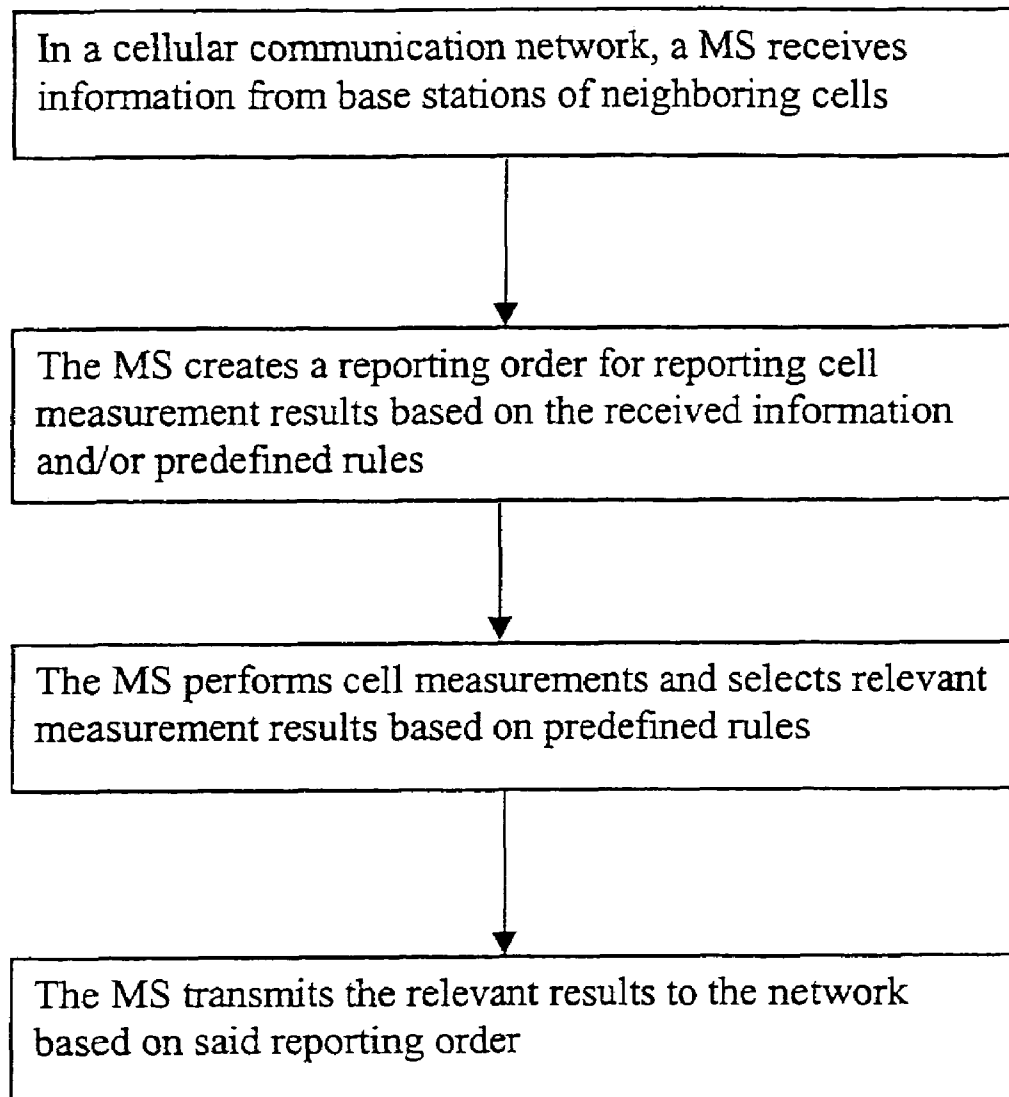 In a cellular communication network, a MS receives
information from base stations of neighboring cells
The MS creates a reporting order for reporting cell
measurement results based on the received information
and/or predefined rules
The MS performs cell measurements and selects relevant
measurement results based on predefined rules
The MS transmits the relevant results to the network
based on said reporting order